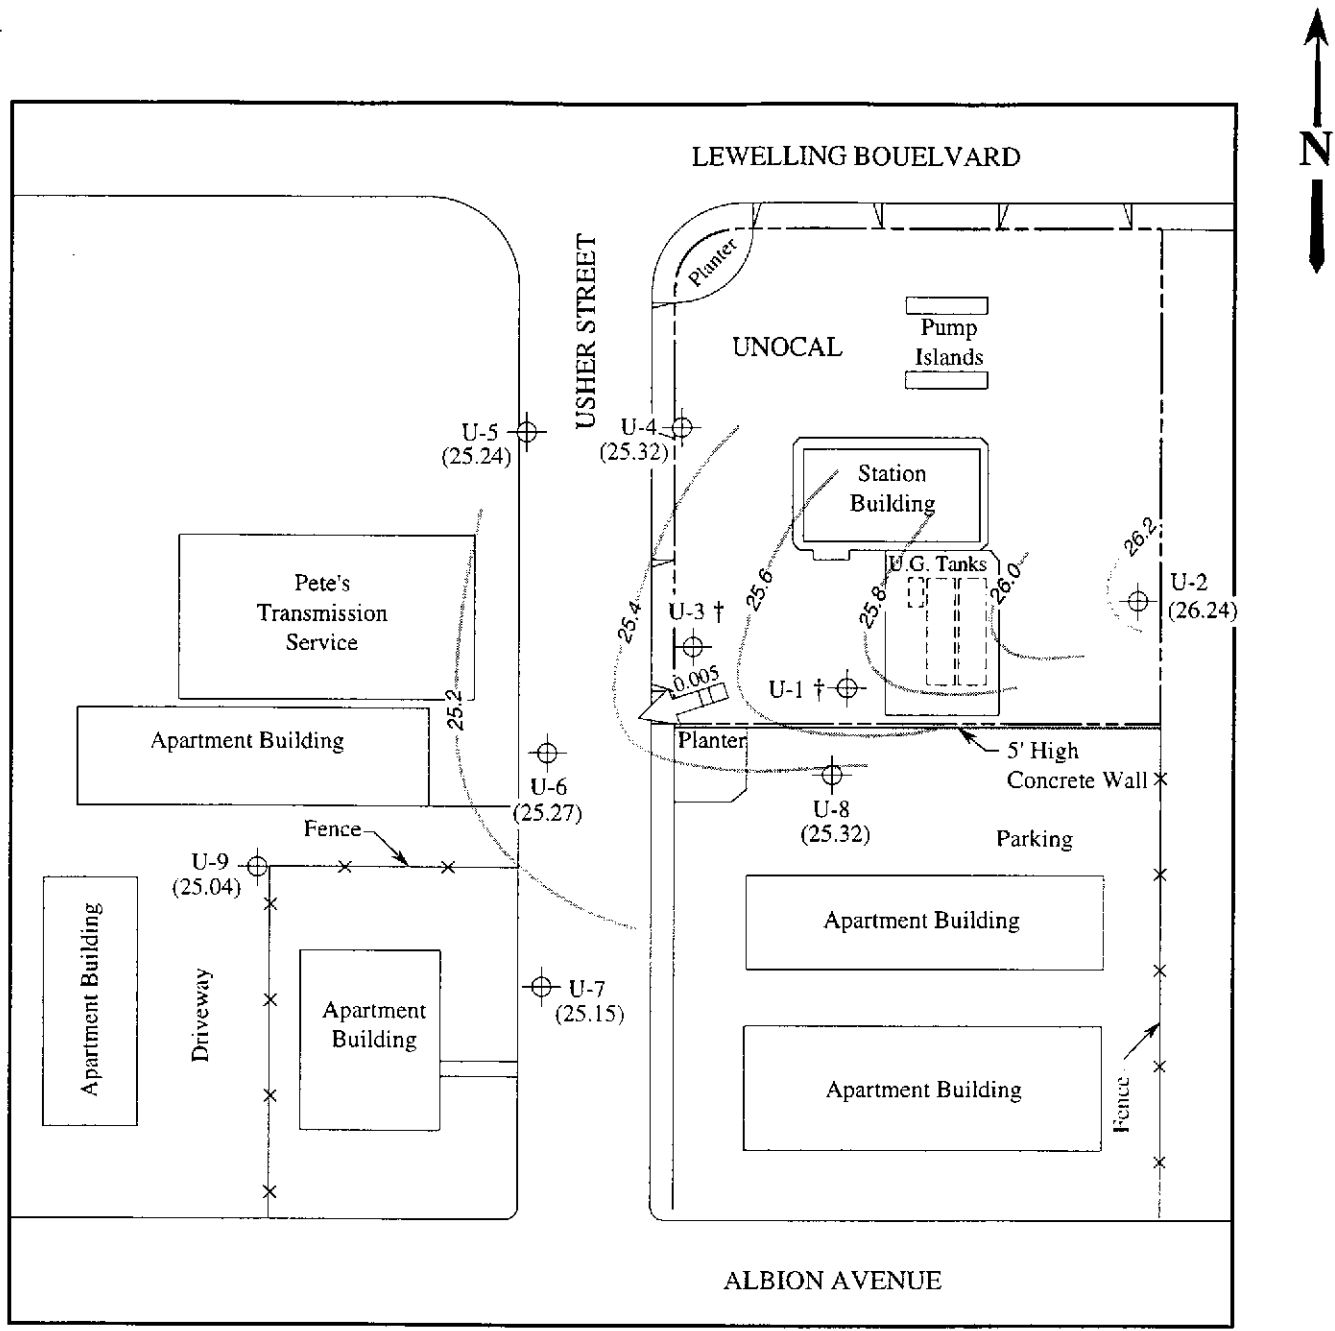 N
LEWELLING BOUELVARD
USHER STREET
Planter
UNOCAL
Pump
Islands
U-5
(25.24)
U-4
(25.32)
Station
Building
26.2
U.G. Tanks
U-2
(26.24)
Pete's
Transmission
Service
25.4
25.6
25.8
26.0
U-3 †
0.005
U-1 †
25.2
Apartment Building
Planter
5' High
Concrete Wall
U-6
(25.27)
U-8
(25.32)
Fence
Parking
U-9
(25.04)
Apartment Building
Apartment Building
Driveway
U-7
(25.15)
Apartment
Building
Apartment Building
Fence
ALBION AVENUE